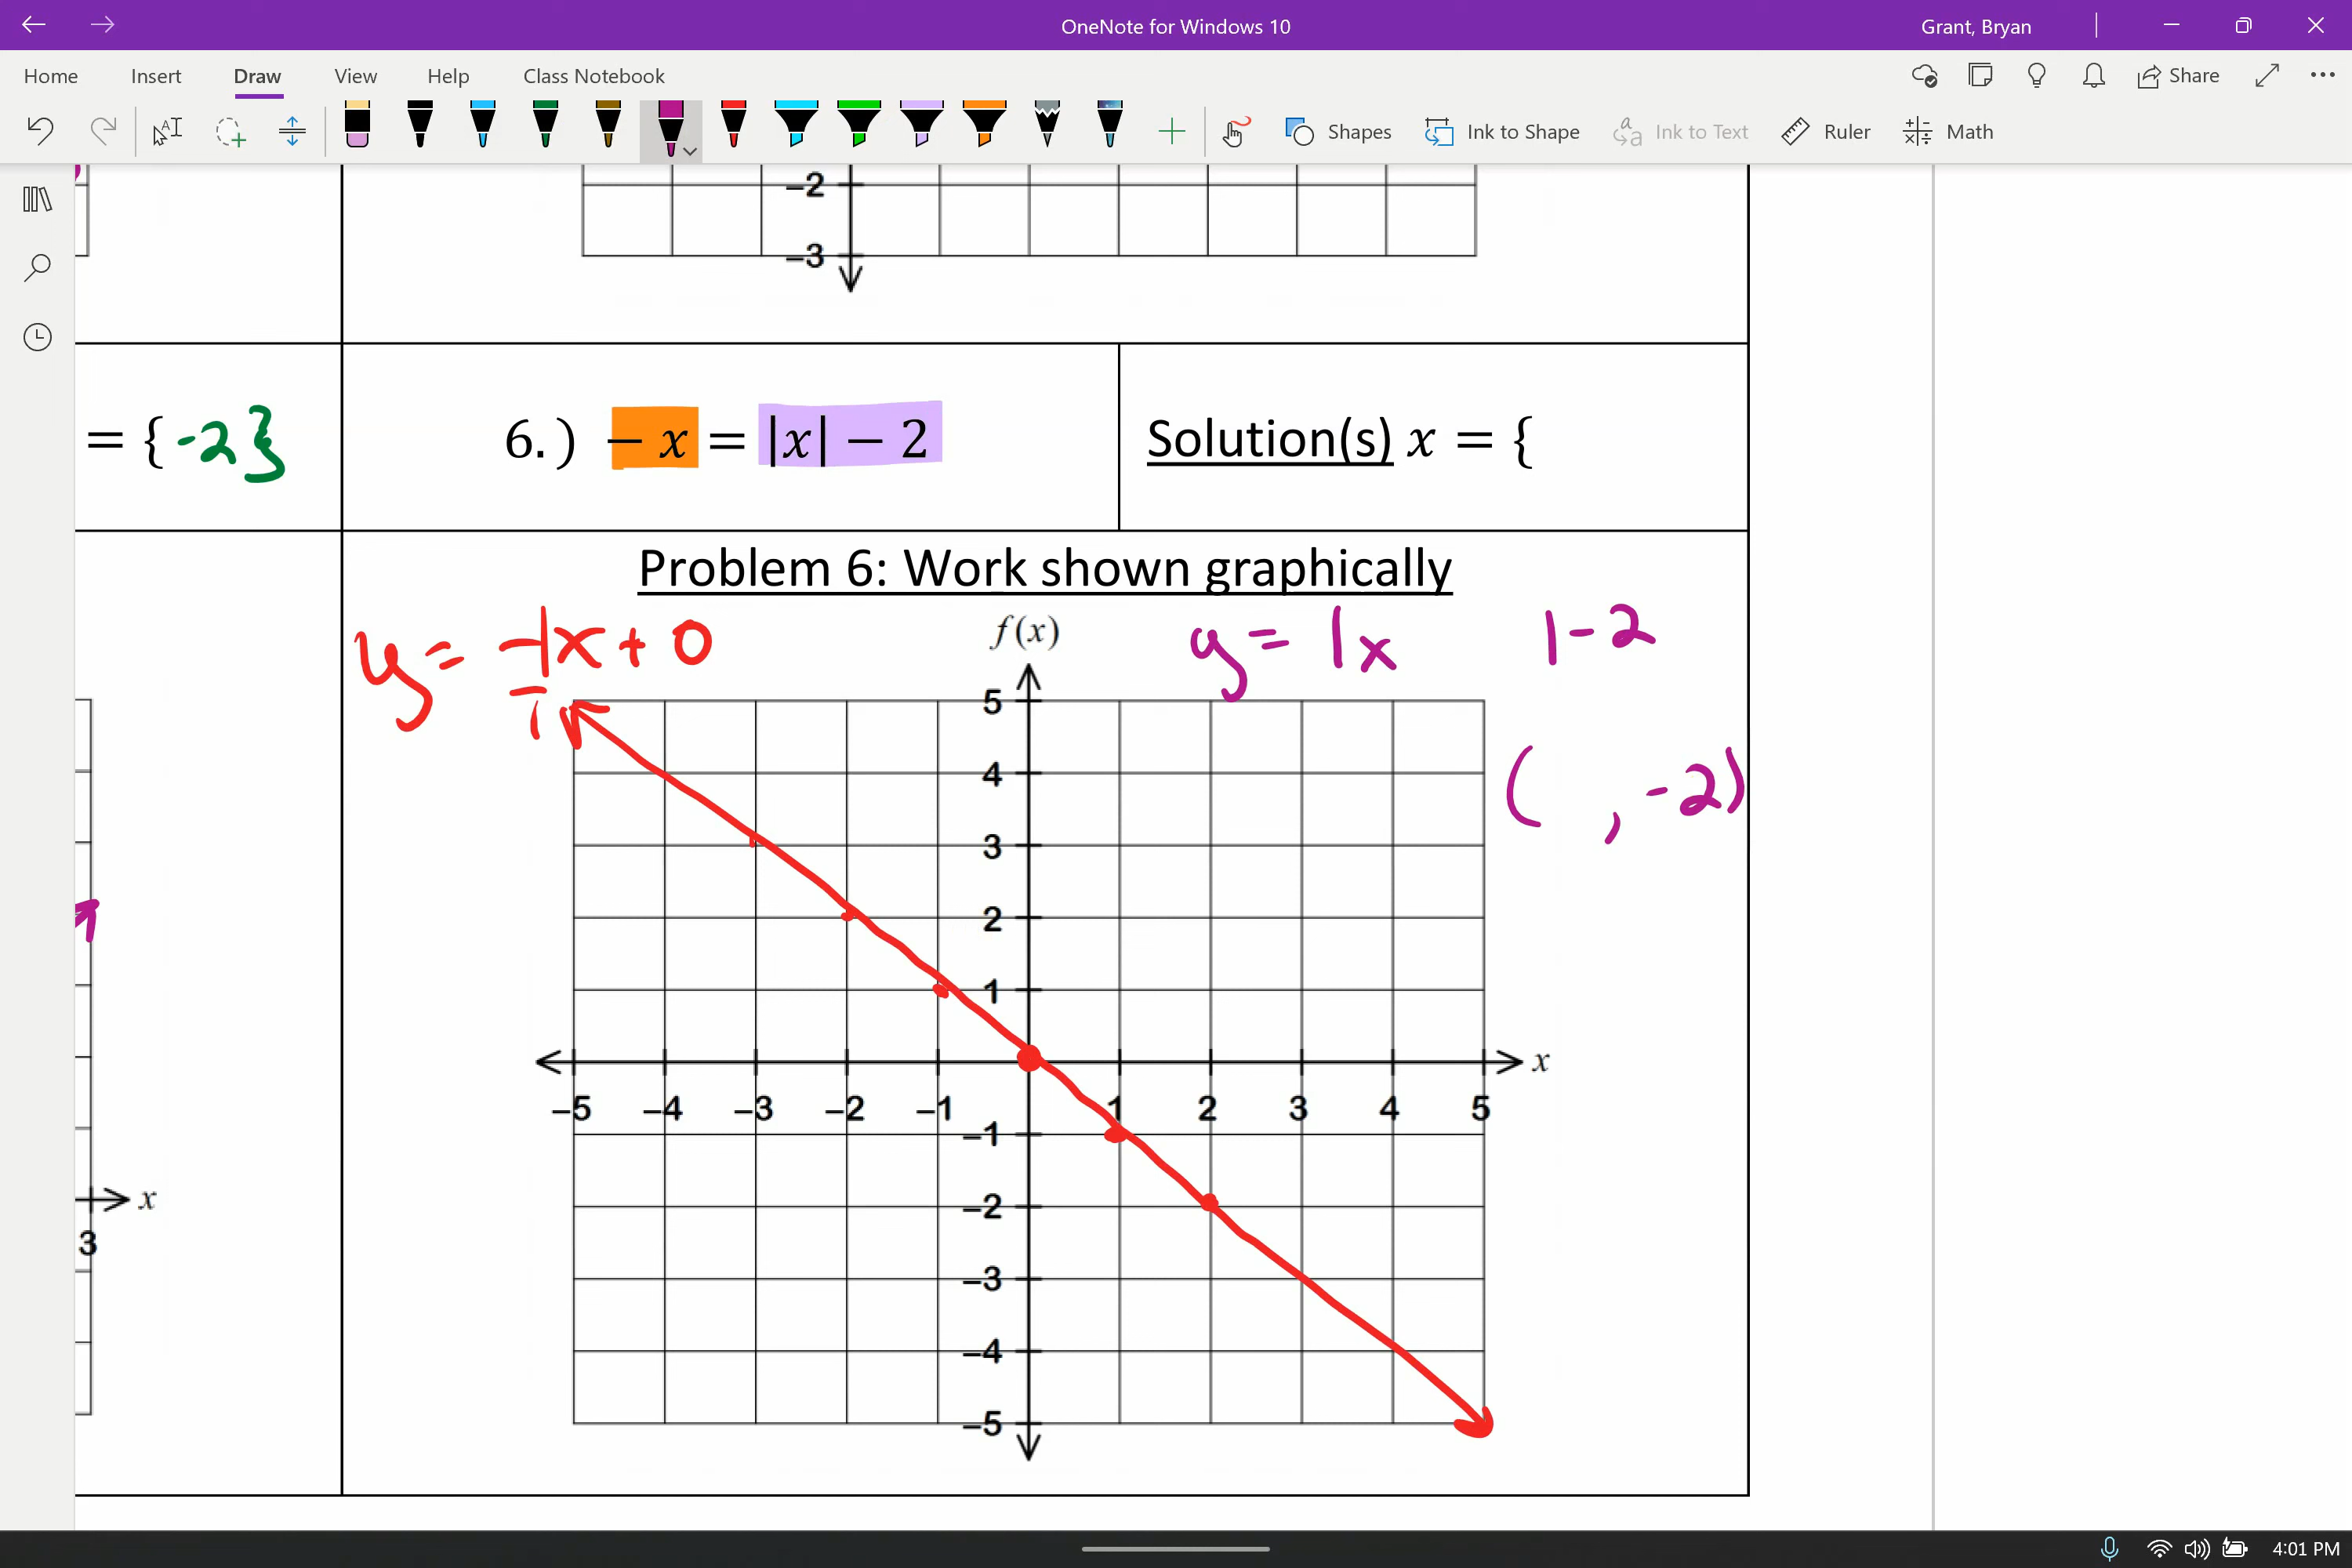 OneNote for Windows 10
Grant, Bryan
Home Insert Draw View Help Class Notebook
Share
Shapes Ink to Shape Ink to Text Ruler Math
−2
−3
= {-2}
6.) − x = |x| − 2
Solution(s) x = {
Problem 6: Work shown graphically
y = -1x + 0
1
f(x)
y = |x |-2
( , -2)
5
4
3
2
1
x
−5 −4 −3 −2 −1 1 2 3 4 5
−1
−2
−3
−4
−5
x
3
4:01 PM